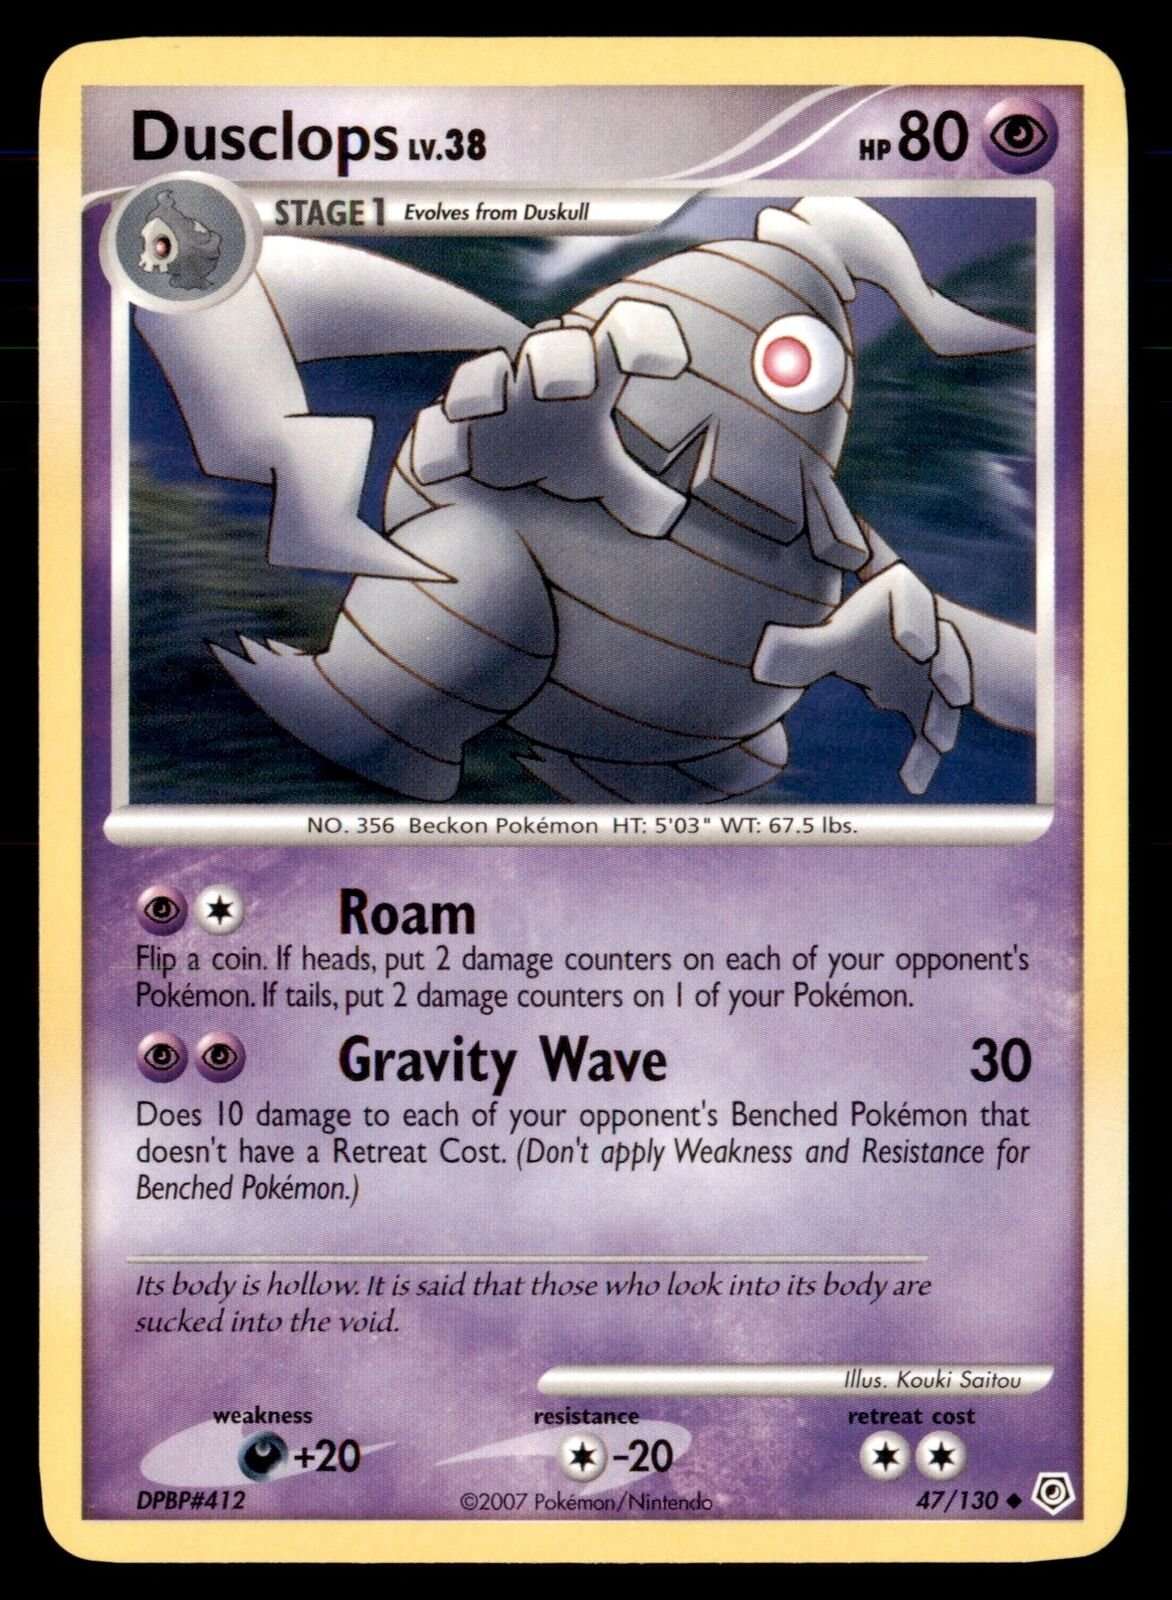 Dusclops LV.38 HP 80
STAGE 1 Evolves from Duskull
NO. 356 Beckon Pokémon HT: 5'03" WT: 67.5 lbs.
Roam
Flip a coin. If heads, put 2 damage counters on each of your opponent's
Pokémon. If tails, put 2 damage counters on 1 of your Pokémon.
Gravity Wave 30
Does 10 damage to each of your opponent's Benched Pokémon that
doesn't have a Retreat Cost. (Don't apply Weakness and Resistance for
Benched Pokémon.)
Its body is hollow. It is said that those who look into its body are
sucked into the void.
Illus. Kouki Saitou
weakness resistance retreat cost
+20 -20
DPBP#412 ©2007 Pokémon/Nintendo 47/130